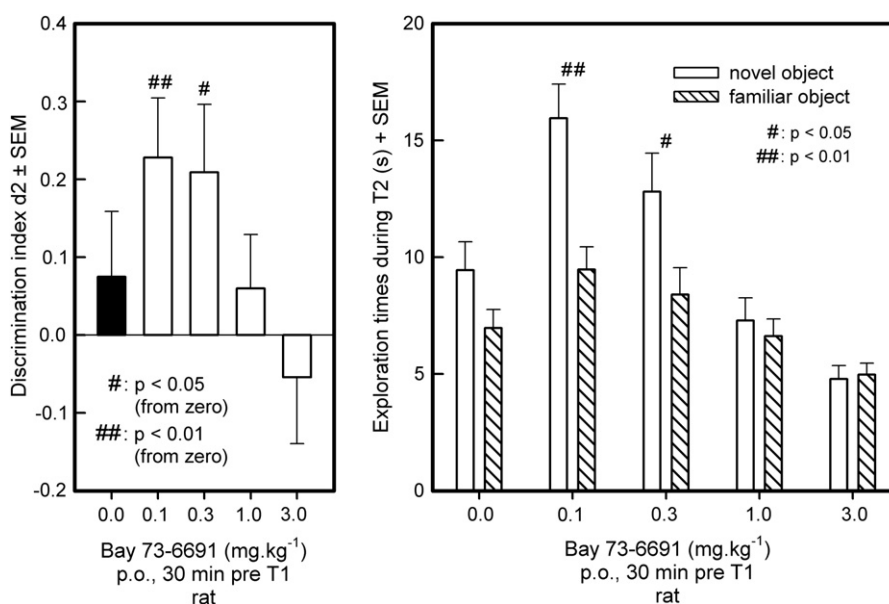 Discrimination index d2 ± SEM
0.4
0.3
0.2
0.1
0.0
-0.1
-0.2
##
#
#: p < 0.05
(from zero)
##: p < 0.01
(from zero)
0.0 0.1 0.3 1.0 3.0
Bay 73-6691 (mg.kg⁻¹)
p.o., 30 min pre T1
rat
Exploration times during T2 (s) + SEM
20
15
10
5
0
##
#
novel object
familiar object
#: p < 0.05
##: p < 0.01
0.0 0.1 0.3 1.0 3.0
Bay 73-6691 (mg.kg⁻¹)
p.o., 30 min pre T1
rat